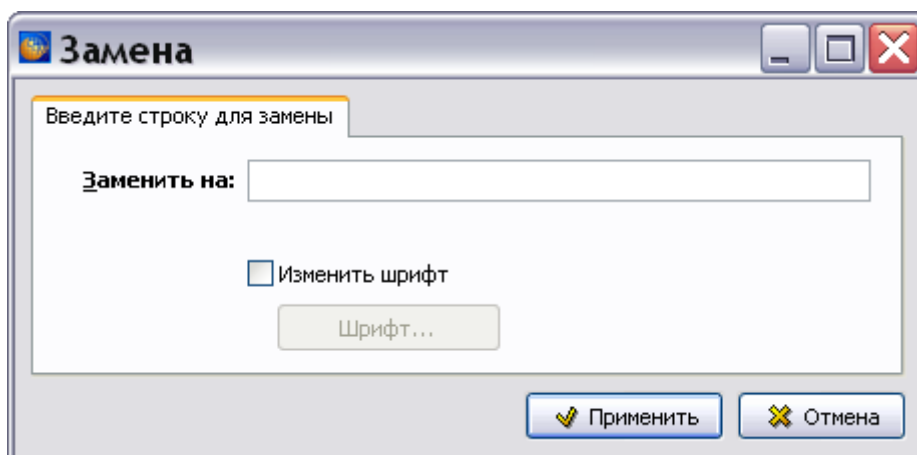 Замена
Введите строку для замены
Заменить на:
Изменить шрифт
Шрифт...
Применить Отмена